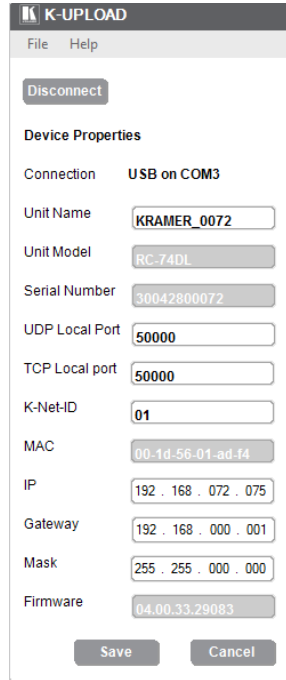 K K-UPLOAD
File Help
Disconnect
Device Properties
Connection USB on COM3
Unit Name KRAMER_0072
Unit Model RC-74DL
Serial Number 30042800072
UDP Local Port 50000
TCP Local port 50000
K-Net-ID 01
MAC 00-1d-56-01-ad-f4
IP 192 . 168 . 072 . 075
Gateway 192 . 168 . 000 . 001
Mask 255 . 255 . 000 . 000
Firmware 04.00.33.29083
Save Cancel